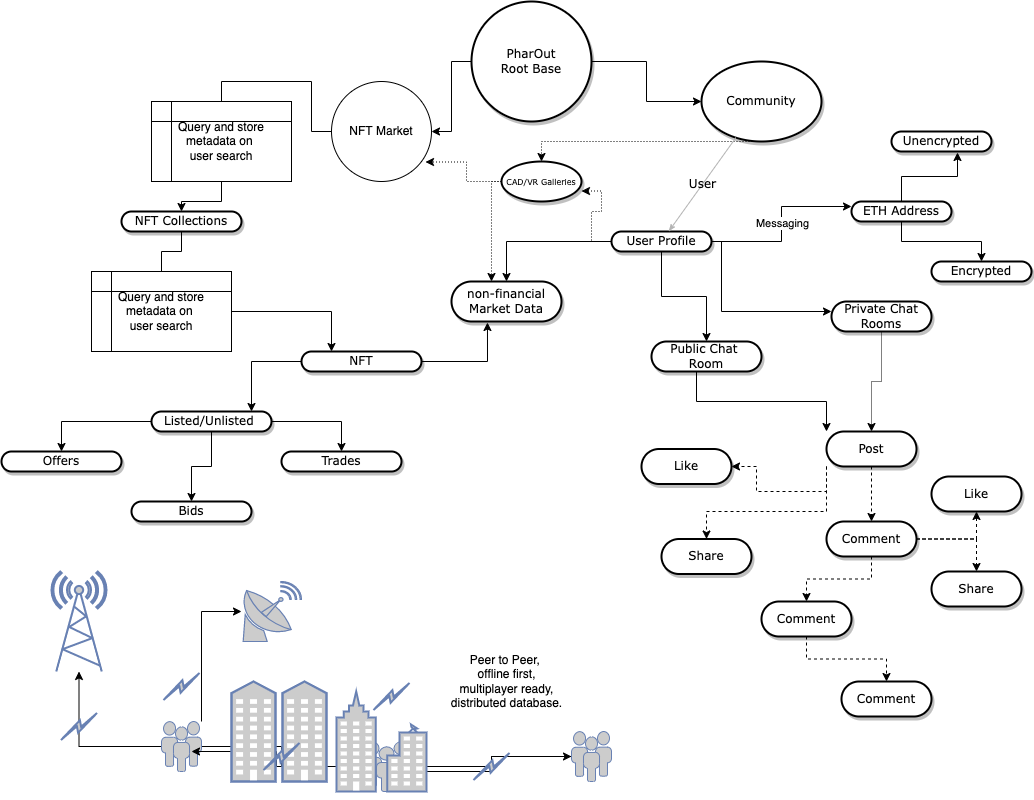 PharOut
Root Base
Community
NFT Market
Query and store
metadata on
user search
Unencrypted
CAD/VR Galleries
User
ETH Address
NFT Collections
Messaging
User Profile
Encrypted
Query and store
metadata on
user search
non-financial
Market Data
Private Chat
Rooms
NFT
Public Chat
Room
Listed/Unlisted
Post
Offers
Trades
Like
Like
Bids
Comment
Share
Share
Comment
Peer to Peer,
offline first,
multiplayer ready,
distributed database.
Comment